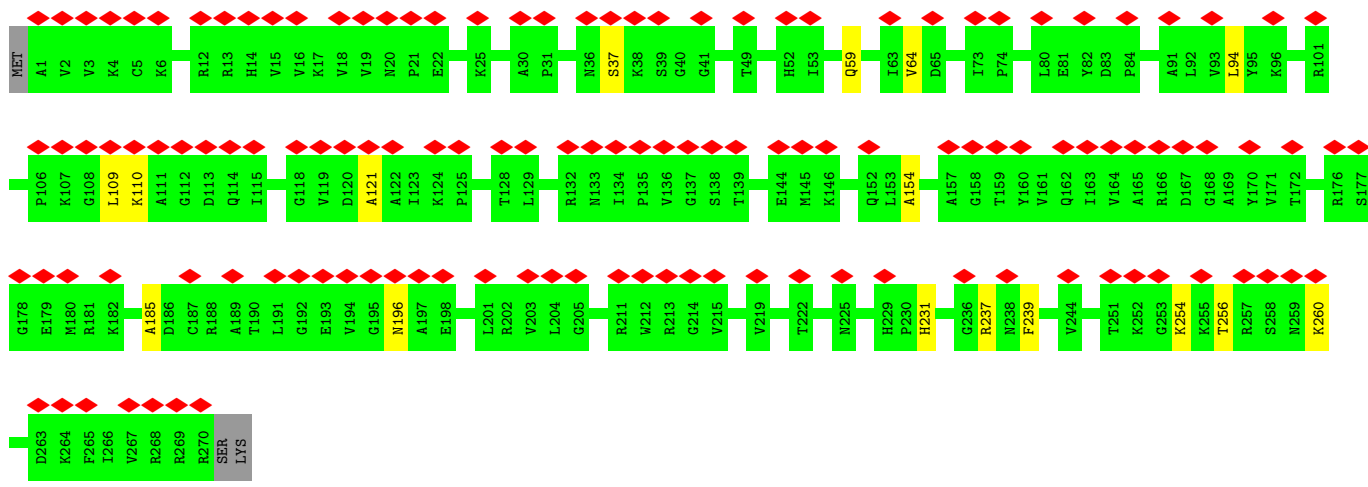 MET A1 V2 V3 K4 C5 K6 R12 R13 H14 V15 V16 K17 V18 V19 N20 P21 E22 K25 A30 P31 N36 S37 K38 S39 G40 G41 T49 H52 I53 Q59 I63 V64 D65 I73 P74 L80 E81 Y82 D83 P84 A91 L92 V93 L94 Y95 K96 R101
P106 K107 G108 L109 K110 A111 G112 D113 Q114 I115 G118 V119 D120 A121 A122 I123 K124 P125 T128 L129 R132 N133 I134 P135 V136 G137 S138 T139 E144 M145 K146 Q152 L153 A154 A157 G158 T159 Y160 V161 Q162 I163 V164 A165 R166 D167 G168 A169 Y170 V171 T172 R176 S177
G178 E179 M180 R181 K182 A185 D186 C187 R188 A189 T190 L191 G192 E193 V194 G195 N196 A197 E198 L201 R202 V203 L204 G205 R211 W212 R213 G214 V215 V219 T222 N225 H229 P230 H231 G236 R237 N238 F239 V244 T251 K252 G253 K254 K255 T256 R257 S258 N259 K260
D263 K264 F265 I266 V267 R268 R269 R270 SER LYS